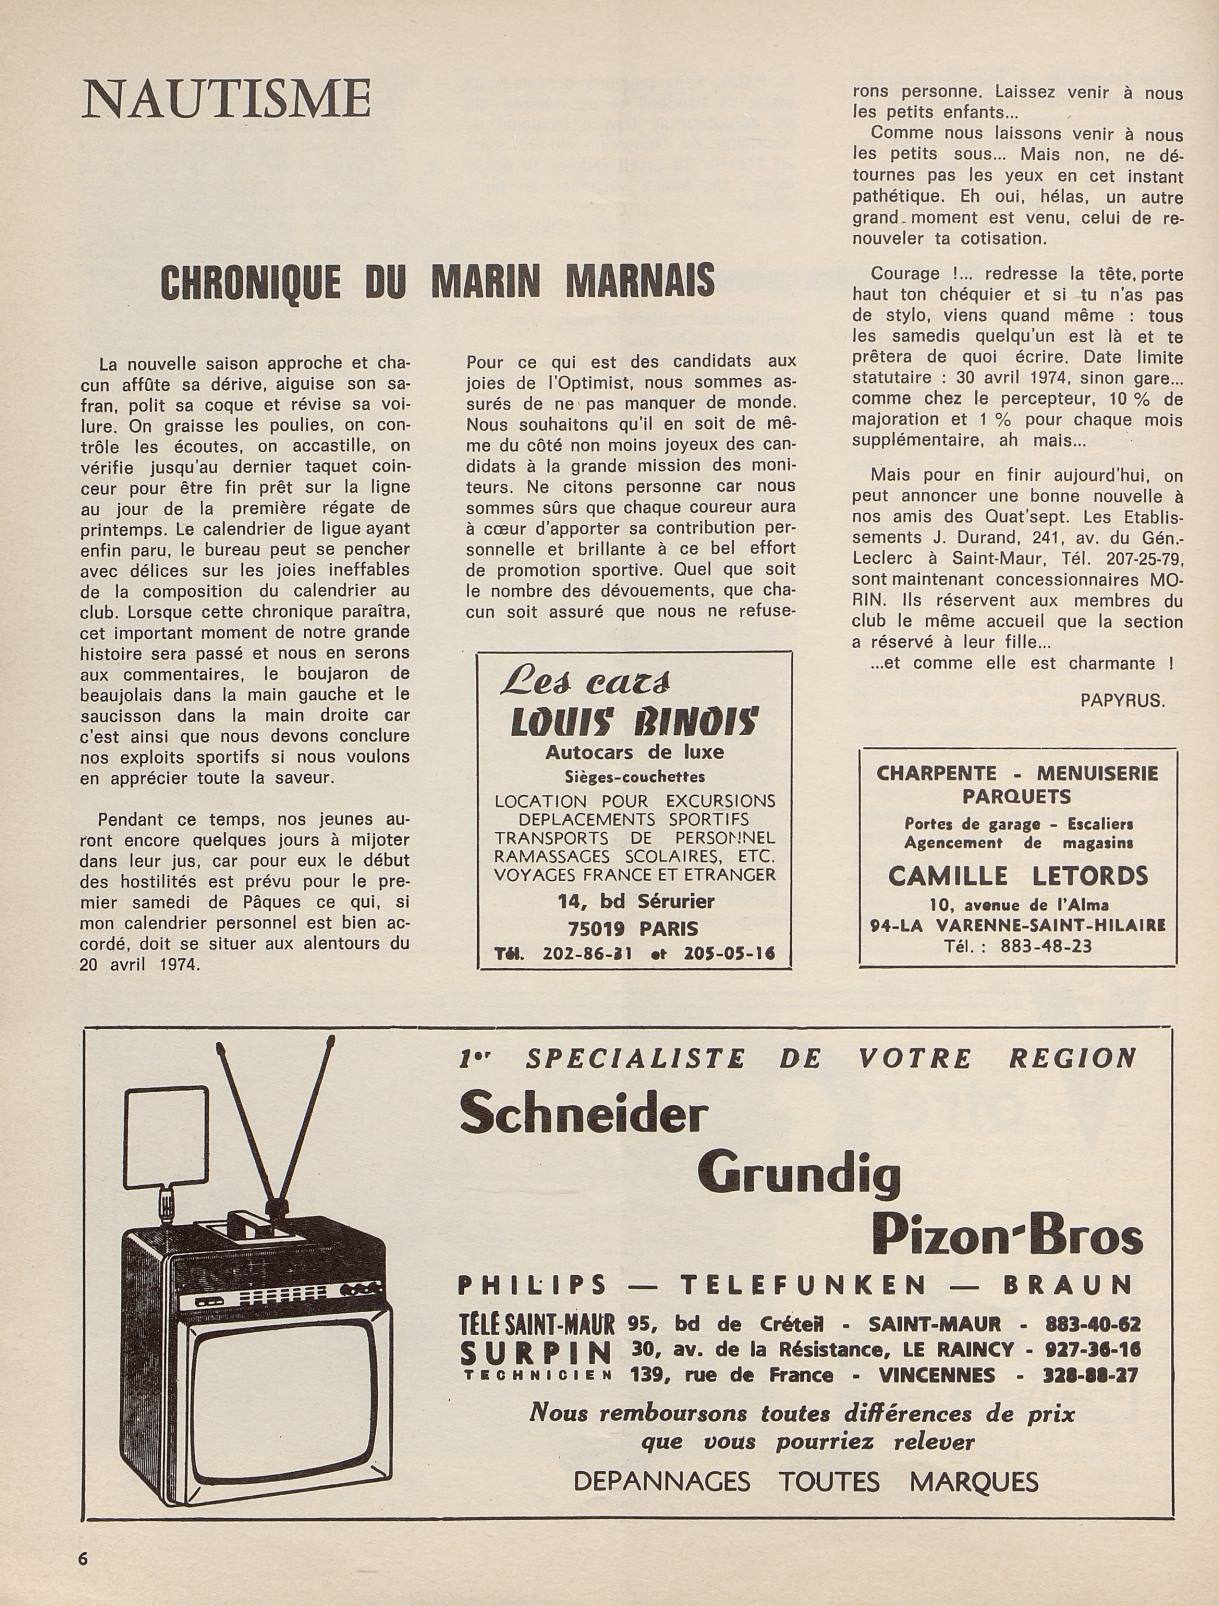 NAUTISME
CHRONIQUE DU MARIN MARNAIS
La nouvelle saison approche et cha-
cun affûte sa dérive, aiguise son sa-
fran, polit sa coque et révise sa voi-
lure. On graisse les poulies, on con-
trôle les écoutes, on accastille, on
vérifie jusqu'au dernier taquet coin-
ceur pour être fin prêt sur la ligne
au jour de la première régate de
printemps. Le calendrier de ligue ayant
enfin paru, le bureau peut se pencher
avec délices sur les joies ineffables
de la composition du calendrier au
club. Lorsque cette chronique paraîtra,
cet important moment de notre grande
histoire sera passé et nous en serons
aux commentaires, le boujaron de
beaujolais dans la main gauche et le
saucisson dans la main droite car
c'est ainsi que nous devons conclure
nos exploits sportifs si nous voulons
en apprécier toute la saveur.
Pendant ce temps, nos jeunes au-
ront encore quelques jours à mijoter
dans leur jus, car pour eux le début
des hostilités est prévu pour le pre-
mier samedi de Pâques ce qui, si
mon calendrier personnel est bien ac-
cordé, doit se situer aux alentours du
20 avril 1974.
Pour ce qui est des candidats aux
joies de l'Optimist, nous sommes as-
surés de ne pas manquer de monde.
Nous souhaitons qu'il en soit de mê-
me du côté non moins joyeux des can-
didats à la grande mission des moni-
teurs. Ne citons personne car nous
sommes sûrs que chaque coureur aura
à cœur d'apporter sa contribution per-
sonnelle et brillante à ce bel effort
de promotion sportive. Quel que soit
le nombre des dévouements, que cha-
cun soit assuré que nous ne refuse-
rons personne. Laissez venir à nous
les petits enfants...
Comme nous laissons venir à nous
les petits sous... Mais non, ne dé-
tournes pas les yeux en cet instant
pathétique. Eh oui, hélas, un autre
grand moment est venu, celui de re-
nouveler ta cotisation.
Courage !... redresse la tête, porte
haut ton chéquier et si tu n'as pas
de stylo, viens quand même : tous
les samedis quelqu'un est là et te
prêtera de quoi écrire. Date limite
statutaire : 30 avril 1974, sinon gare...
comme chez le percepteur, 10 % de
majoration et 1 % pour chaque mois
supplémentaire, ah mais...
Mais pour en finir aujourd'hui, on
peut annoncer une bonne nouvelle à
nos amis des Quat'sept. Les Etablis-
sements J. Durand, 241, av. du Gén.-
Leclerc à Saint-Maur, Tél. 207-25-79,
sont maintenant concessionnaires MO-
RIN. Ils réservent aux membres du
club le même accueil que la section
a réservé à leur fille...
...et comme elle est charmante !
PAPYRUS.
Les cars
LOUIS BINOIS
Autocars de luxe
Sièges-couchettes
LOCATION POUR EXCURSIONS
DEPLACEMENTS SPORTIFS
TRANSPORTS DE PERSONNEL
RAMASSAGES SCOLAIRES, ETC.
VOYAGES FRANCE ET ETRANGER
14, bd Sérurier
75019 PARIS
Tél. 202-86-31 et 205-05-16
CHARPENTE - MENUISERIE
PARQUETS
Portes de garage - Escaliers
Agencement de magasins
CAMILLE LETORDS
10, avenue de l'Alma
94-LA VARENNE-SAINT-HILAIRE
Tél. : 883-48-23
1er SPECIALISTE DE VOTRE REGION
Schneider
Grundig
Pizon-Bros
PHILIPS — TELEFUNKEN — BRAUN
TÉLÉ SAINT-MAUR 95, bd de Créteil - SAINT-MAUR - 883-40-62
SURPIN 30, av. de la Résistance, LE RAINCY - 927-36-16
TECHNICIEN 139, rue de France - VINCENNES - 328-88-27
Nous remboursons toutes différences de prix
que vous pourriez relever
DEPANNAGES TOUTES MARQUES
6